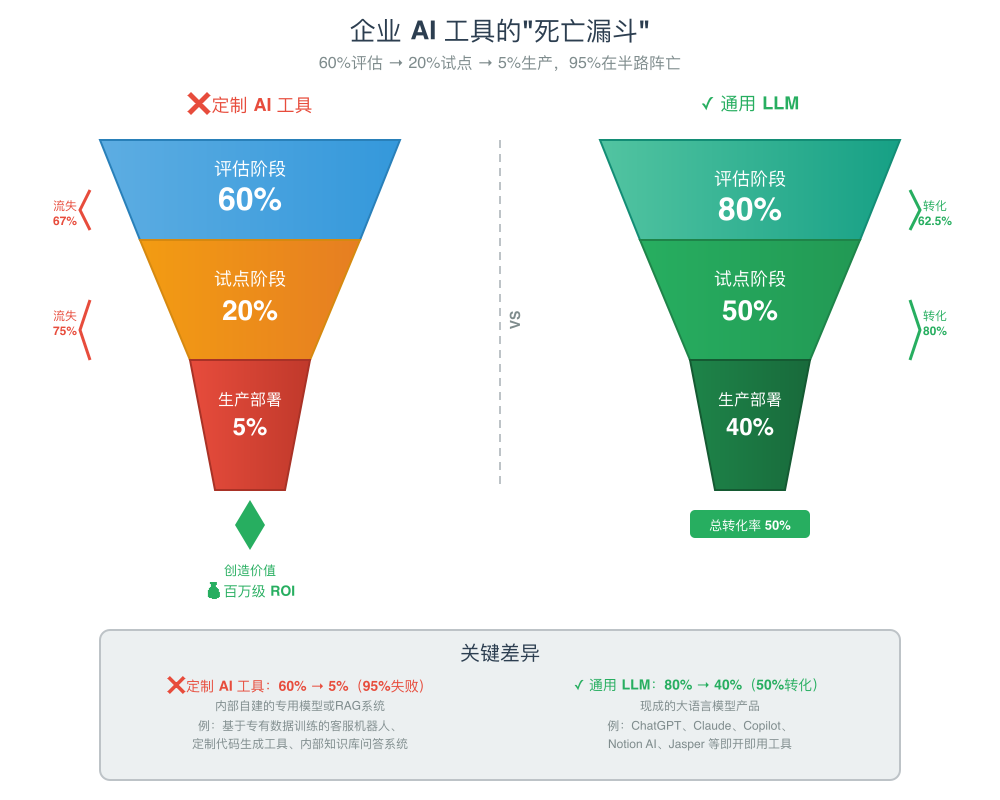 企业 AI 工具的"死亡漏斗"
60%评估 → 20%试点 → 5%生产，95%在半路阵亡
❌定制 AI 工具
评估阶段
60%
流失
67%
试点阶段
20%
流失
75%
生产部署
5%
创造价值
💰百万级 ROI
VS
✓ 通用 LLM
评估阶段
80%
转化
62.5%
试点阶段
50%
转化
80%
生产部署
40%
总转化率 50%
关键差异
❌定制 AI 工具：60% → 5%（95%失败）
内部自建的专用模型或RAG系统
例：基于专有数据训练的客服机器人、
定制代码生成工具、内部知识库问答系统
✓ 通用 LLM：80% → 40%（50%转化）
现成的大语言模型产品
例：ChatGPT、Claude、Copilot、
Notion AI、Jasper 等即开即用工具